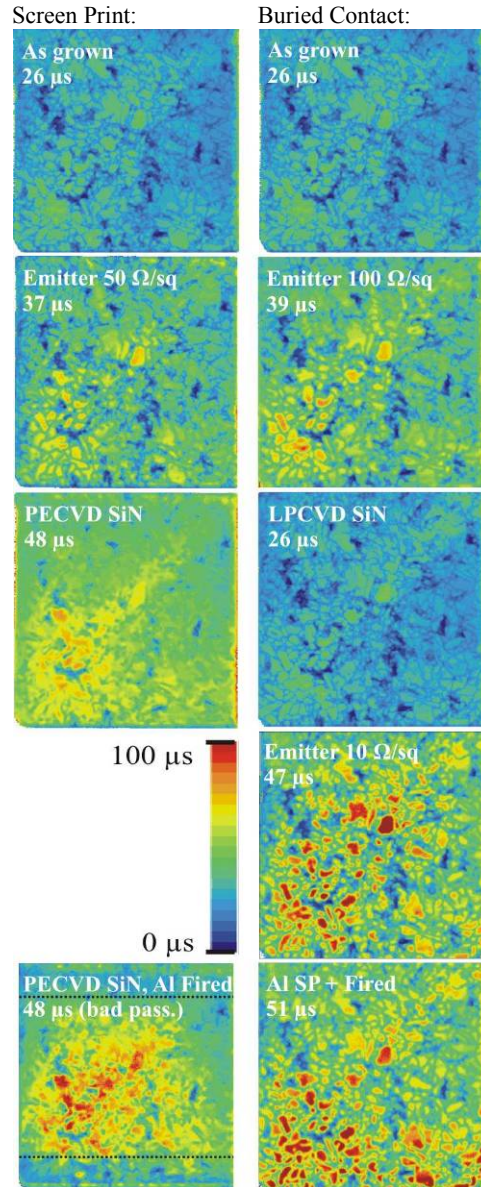 Screen Print:
Buried Contact:
As grown
26 μs
As grown
26 μs
Emitter 50 Ω/sq
37 μs
Emitter 100 Ω/sq
39 μs
PECVD SiN
48 μs
LPCVD SiN
26 μs
100 μs
0 μs
Emitter 10 Ω/sq
47 μs
PECVD SiN, Al Fired
48 μs (bad pass.)
Al SP + Fired
51 μs